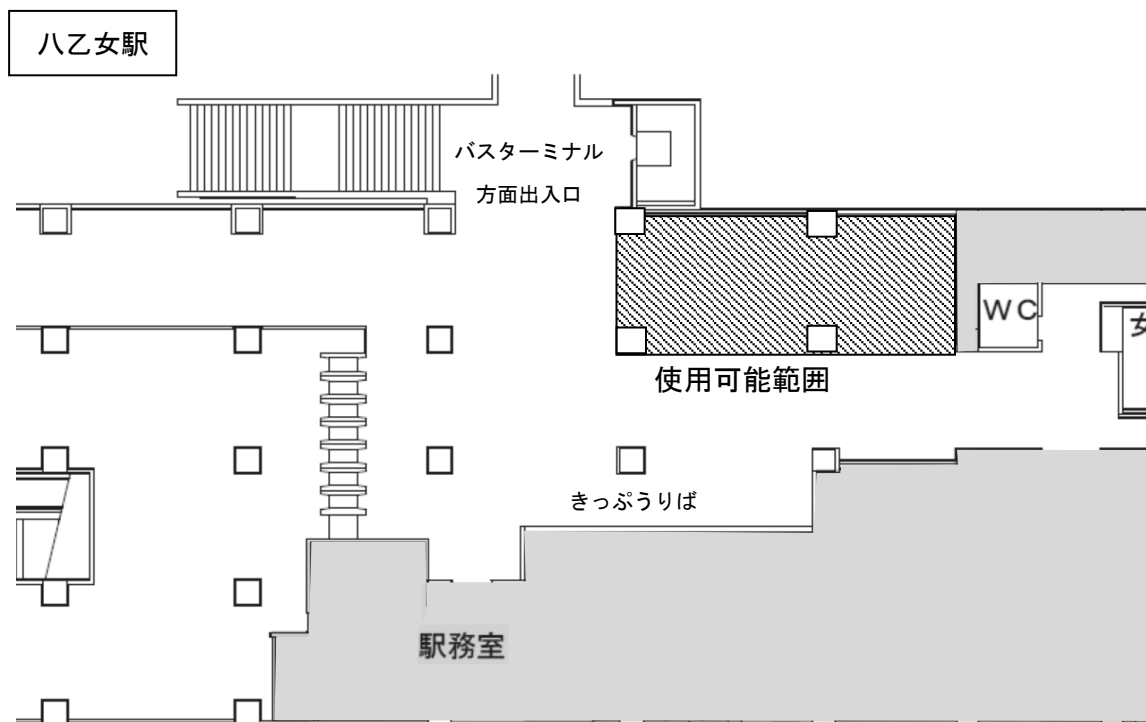 八乙女駅
バスターミナル
方面出入口
WC
女
使用可能範囲
きっぷうりば
駅務室